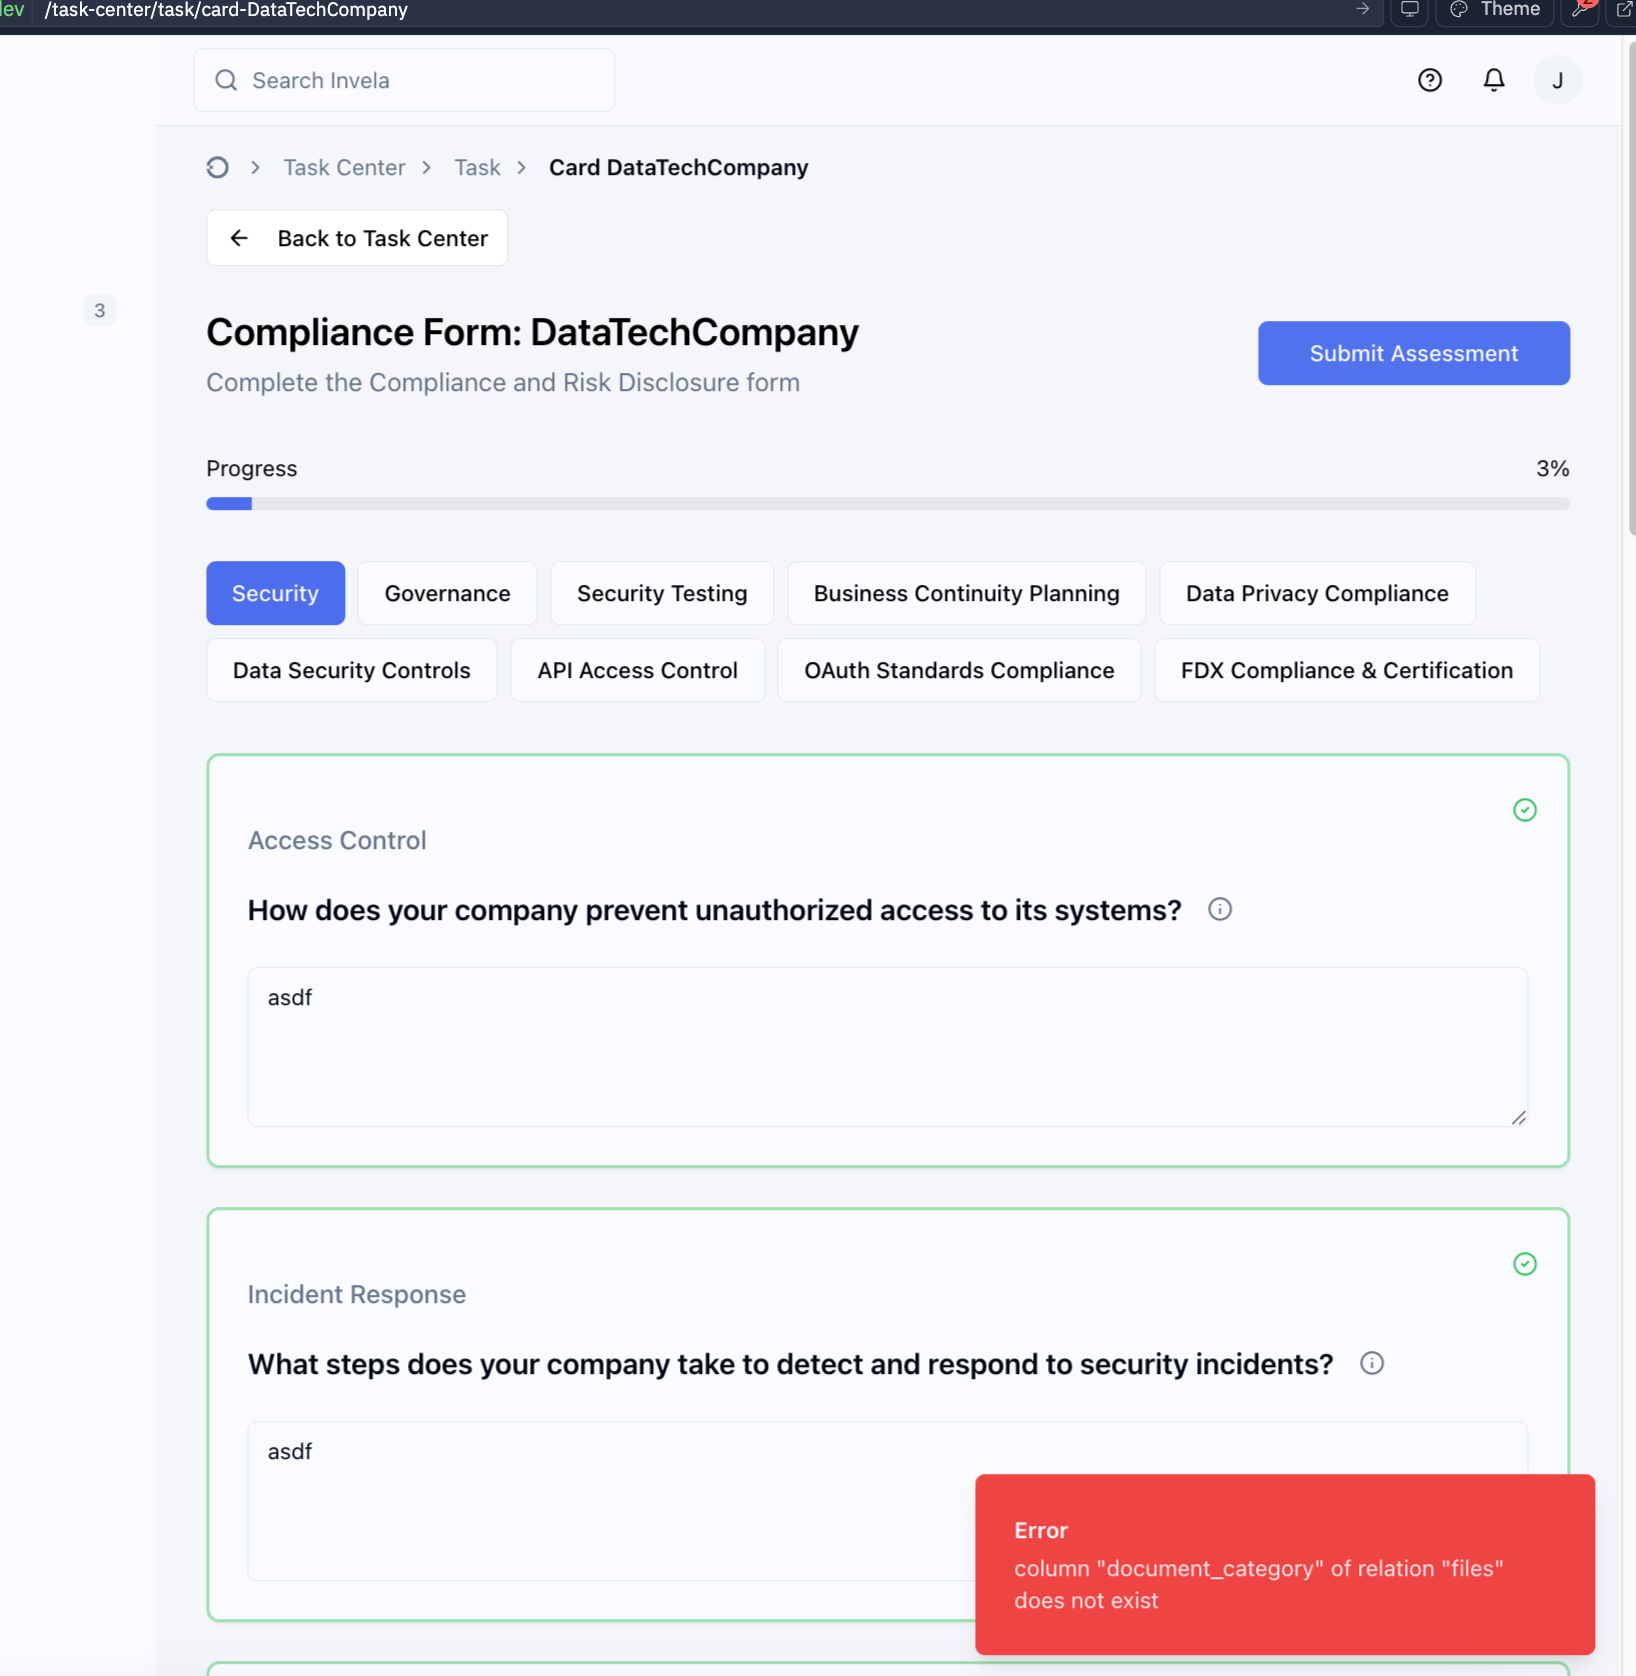 /task-center/task/card-DataTechCompany
Theme
Search Invela
J
Task Center
Task
Card DataTechCompany
Back to Task Center
3
Compliance Form: DataTechCompany
Submit Assessment
Complete the Compliance and Risk Disclosure form
Progress
3%
Security
Governance
Security Testing
Business Continuity Planning
Data Privacy Compliance
Data Security Controls
API Access Control
OAuth Standards Compliance
FDX Compliance & Certification
Access Control
How does your company prevent unauthorized access to its systems?
asdf
Incident Response
What steps does your company take to detect and respond to security incidents?
asdf
Error
column "document_category" of relation "files"
does not exist